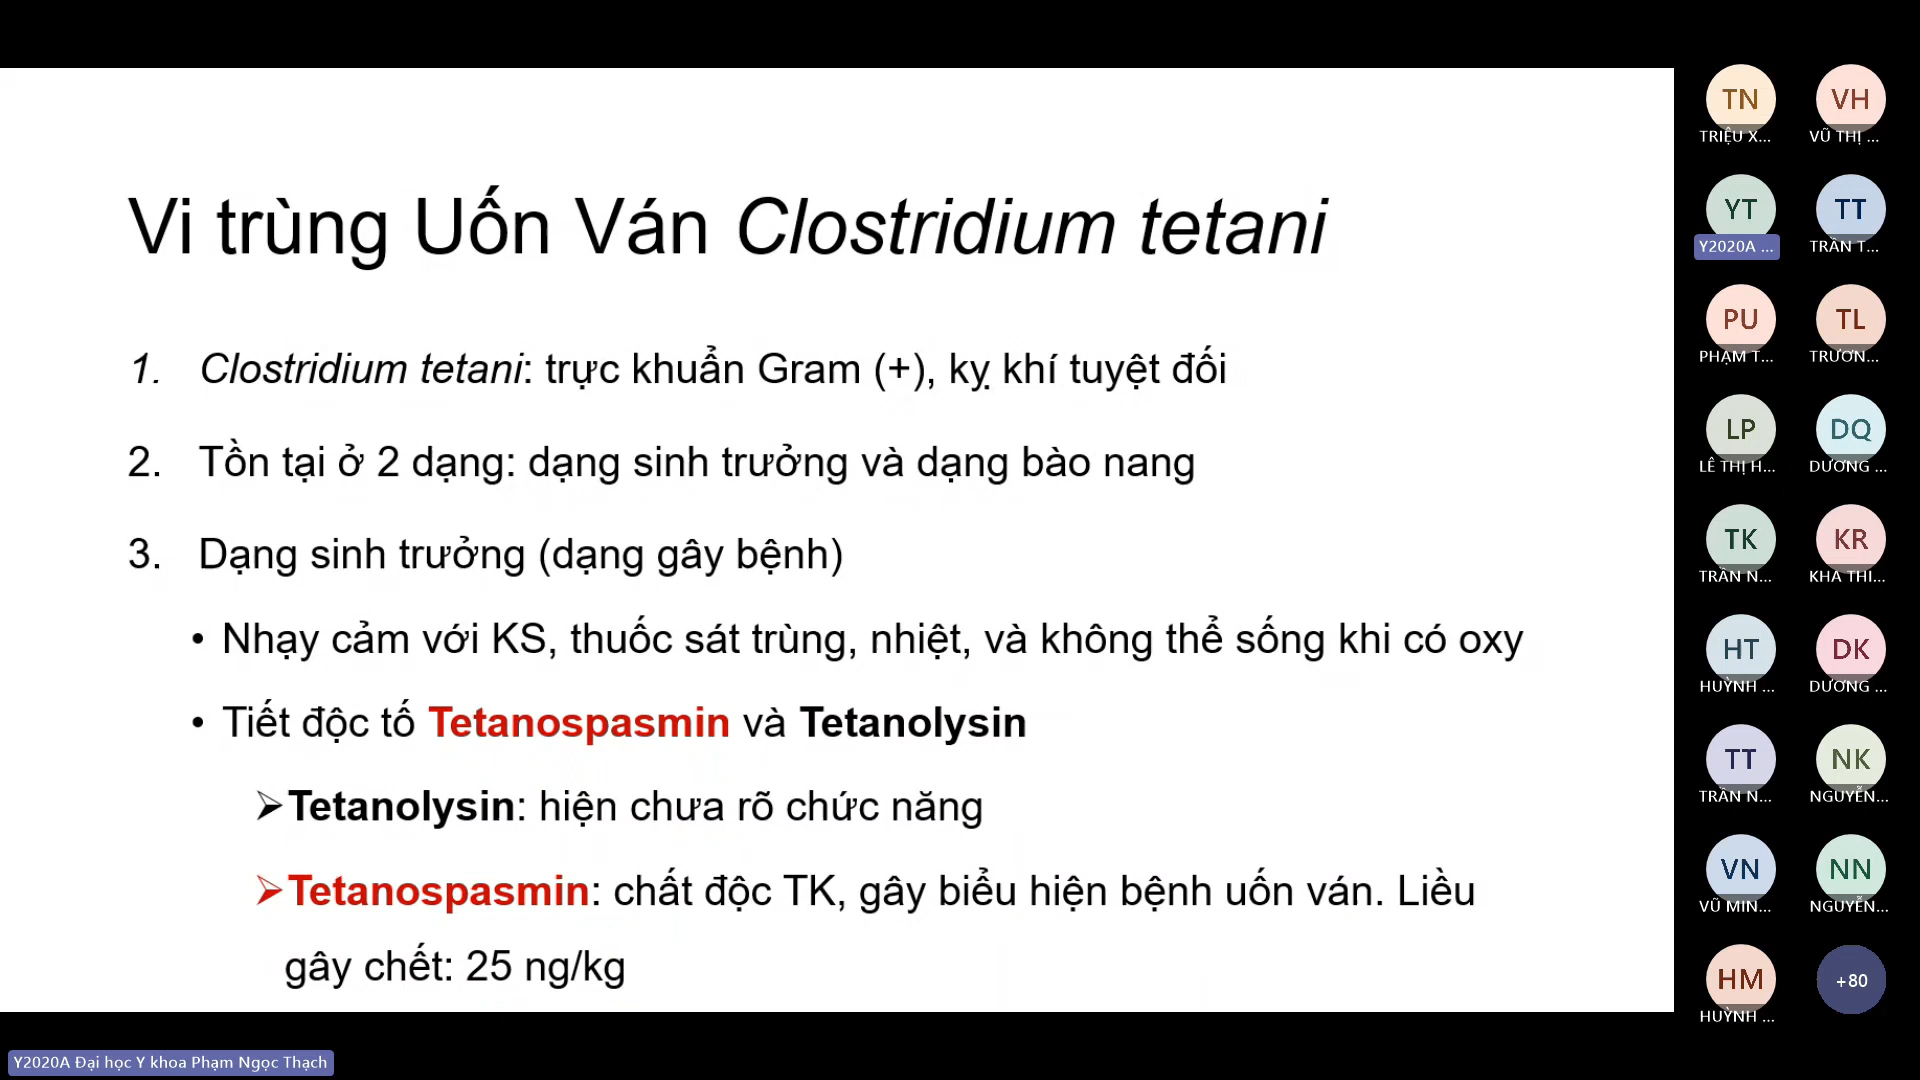 Vi trùng Uốn Ván Clostridium tetani
1. Clostridium tetani: trực khuẩn Gram (+), kỵ khí tuyệt đối
2. Tồn tại ở 2 dạng: dạng sinh trưởng và dạng bào nang
3. Dạng sinh trưởng (dạng gây bệnh)
• Nhạy cảm với KS, thuốc sát trùng, nhiệt, và không thể sống khi có oxy
• Tiết độc tố Tetanospasmin và Tetanolysin
➢Tetanolysin: hiện chưa rõ chức năng
➢Tetanospasmin: chất độc TK, gây biểu hiện bệnh uốn ván. Liều
gây chết: 25 ng/kg
TN VH
TRIỆU X... VŨ THỊ ...
YT TT
Y2020A ... TRẦN T...
PU TL
PHẠM T... TRƯƠN...
LP DQ
LÊ THỊ H... DƯƠNG ...
TK KR
TRẦN N... KHA THI...
HT DK
HUỲNH ... DƯƠNG ...
TT NK
TRẦN N... NGUYỄN...
VN NN
VŨ MIN... NGUYỄN...
HM +80
HUỲNH ...
Y2020A Đại học Y khoa Phạm Ngọc Thạch